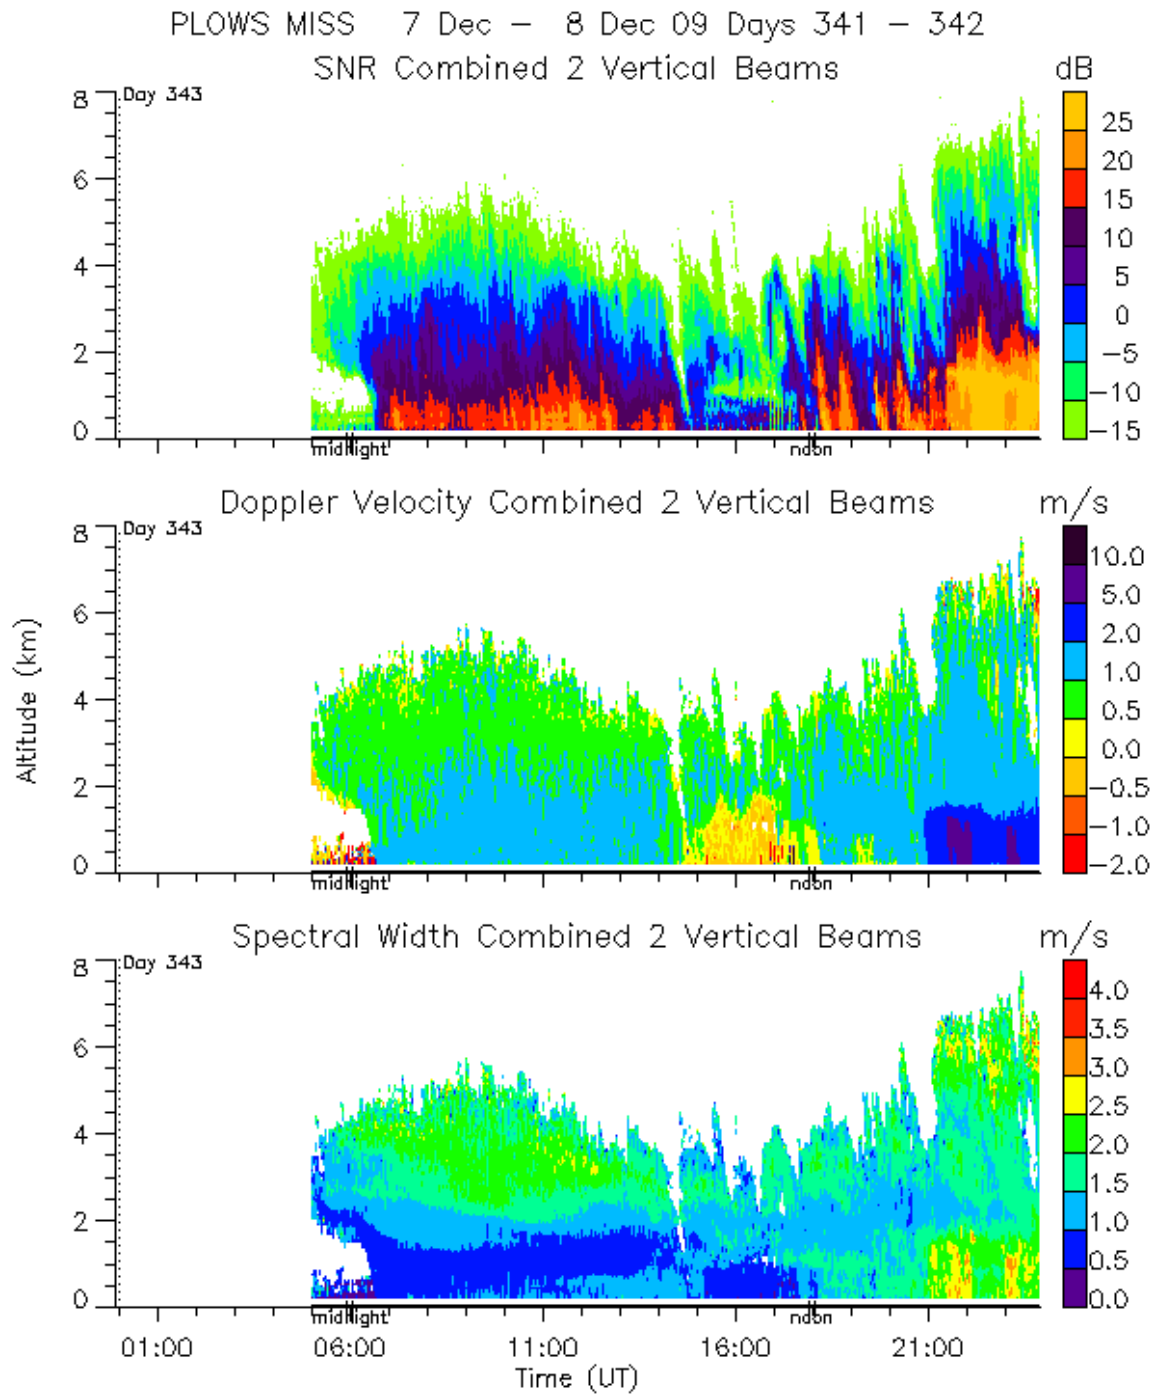 PLOWS MISS 7 Dec - 8 Dec 09 Days 341 - 342
SNR Combined 2 Vertical Beams
dB
Day 343
8
6
4
2
0
25
20
15
10
5
0
-5
-10
-15
midnight
noon
Doppler Velocity Combined 2 Vertical Beams
m/s
Day 343
8
6
4
2
0
Altitude (km)
10.0
5.0
2.0
1.0
0.5
0.0
-0.5
-1.0
-2.0
midnight
noon
Spectral Width Combined 2 Vertical Beams
m/s
Day 343
8
6
4
2
0
4.0
3.5
3.0
2.5
2.0
1.5
1.0
0.5
0.0
midnight
noon
01:00 06:00 11:00 16:00 21:00
Time (UT)